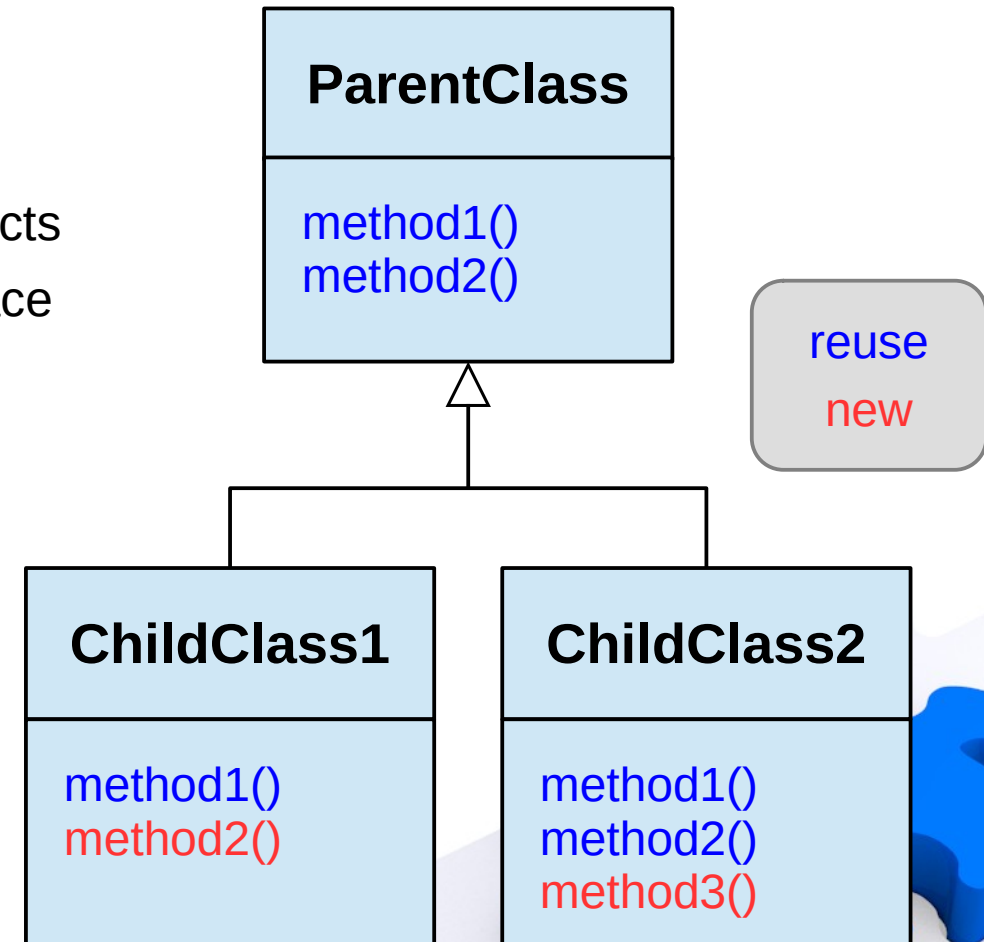 ParentClass
cts
method1()
method2()
ce
reuse
new
ChildClass1
method1()
method2()
ChildClass2
method1()
method2()
method3()